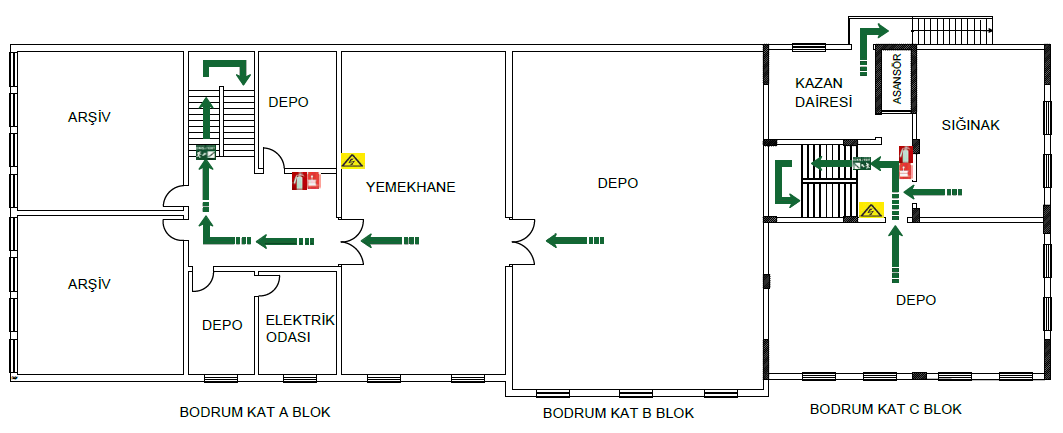 ARŞİV
DEPO
YEMEKHANE
DEPO
KAZAN
DAİRESİ
ASANSÖR
SIĞINAK
ARŞİV
DEPO
ELEKTRİK
ODASI
DEPO
BODRUM KAT A BLOK
BODRUM KAT B BLOK
BODRUM KAT C BLOK